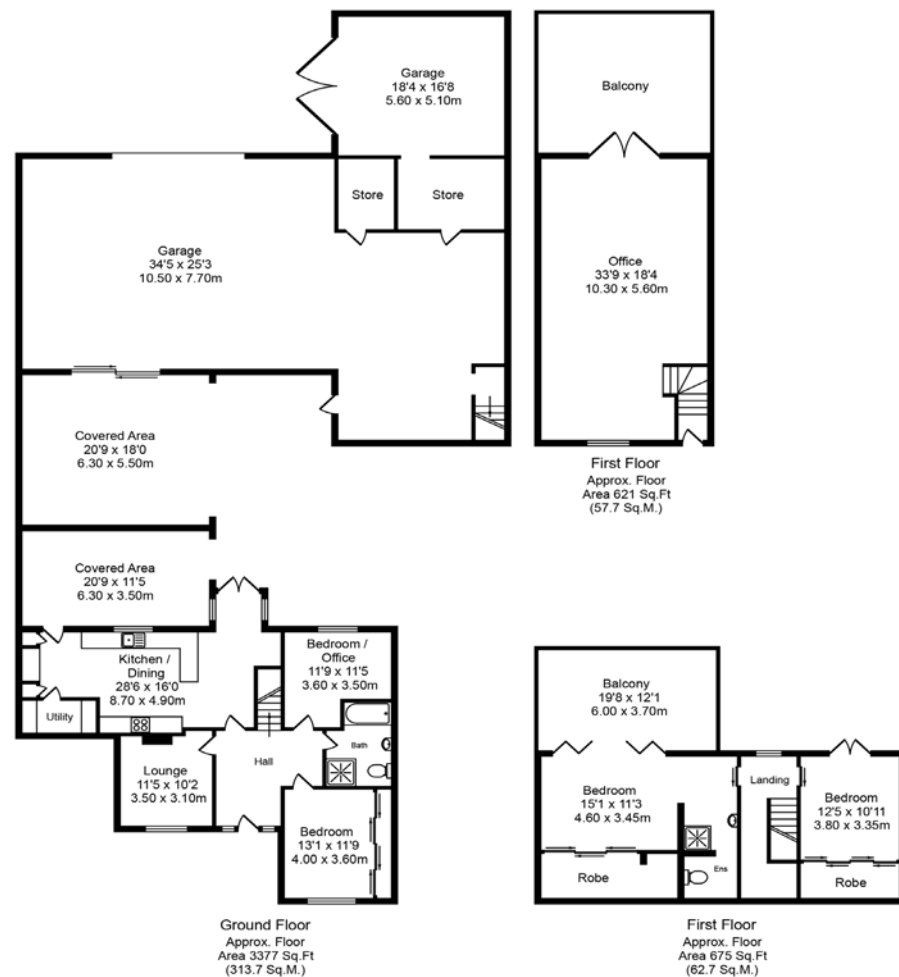 Garage
18'4 x 16'8
5.60 x 5.10m
Balcony
Store
Store
Garage
34'5 x 25'3
10.50 x 7.70m
Office
33'9 x 18'4
10.30 x 5.60m
Covered Area
20'9 x 18'0
6.30 x 5.50m
First Floor
Approx. Floor
Area 621 Sq.Ft
(57.7 Sq.M.)
Covered Area
20'9 x 11'5
6.30 x 3.50m
Kitchen /
Dining
28'6 x 16'0
8.70 x 4.90m
Bedroom /
Office
11'9 x 11'5
3.60 x 3.50m
Utility
Bath
Hall
Lounge
11'5 x 10'2
3.50 x 3.10m
Bedroom
13'1 x 11'9
4.00 x 3.60m
Ground Floor
Approx. Floor
Area 3377 Sq.Ft
(313.7 Sq.M.)
Balcony
19'8 x 12'1
6.00 x 3.70m
Landing
Bedroom
15'1 x 11'3
4.60 x 3.45m
Bedroom
12'5 x 10'11
3.80 x 3.35m
Ens
Robe
Robe
First Floor
Approx. Floor
Area 675 Sq.Ft
(62.7 Sq.M.)